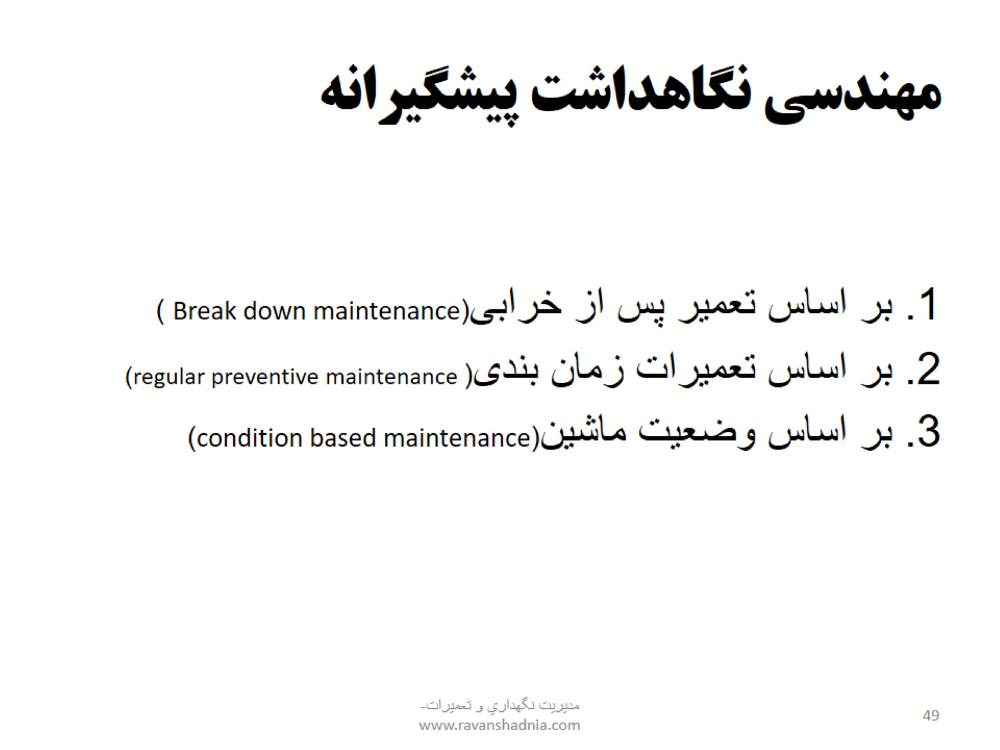 مهندسی نگاهداشت پیشگیرانه
1. بر اساس تعمیر پس از خرابی(Break down maintenance )
2. بر اساس تعمیرات زمان بندی( regular preventive maintenance)
3. بر اساس وضعیت ماشین(condition based maintenance)
مديريت نگهداري و تعميرات-
www.ravanshadnia.com
49